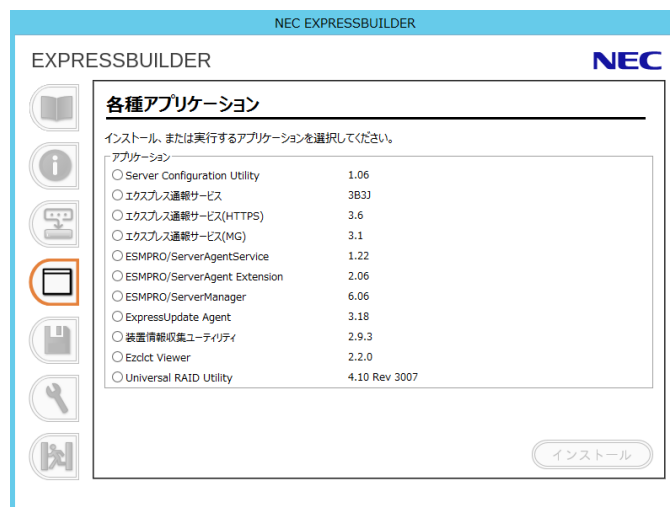 NEC EXPRESSBUILDER
EXPRESSBUILDER
NEC
各種アプリケーション
インストール、または実行するアプリケーションを選択してください。
アプリケーション
Server Configuration Utility 1.06
エクスプレス通報サービス 3B3J
エクスプレス通報サービス(HTTPS) 3.6
エクスプレス通報サービス(MG) 3.1
ESMPRO/ServerAgentService 1.22
ESMPRO/ServerAgent Extension 2.06
ESMPRO/ServerManager 6.06
ExpressUpdate Agent 3.18
装置情報収集ユーティリティ 2.9.3
Ezclct Viewer 2.2.0
Universal RAID Utility 4.10 Rev 3007
インストール